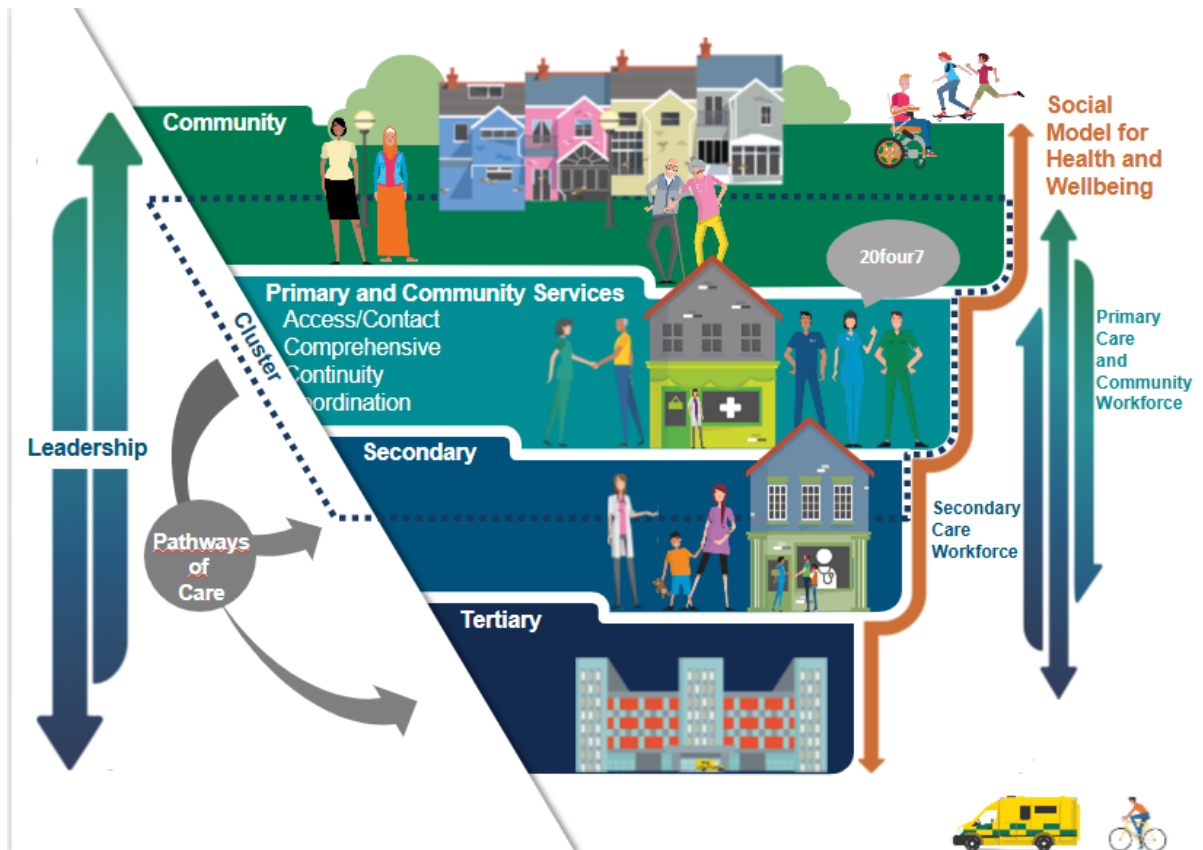 Community
Social
Model for
Health and
Wellbeing
20four7
Primary and Community Services
Access/Contact
Comprehensive
Continuity
oordination
Cluster
Primary
Care
and
Community
Workforce
Leadership
Secondary
Secondary
Care
Workforce
Pathways
of
Care
Tertiary